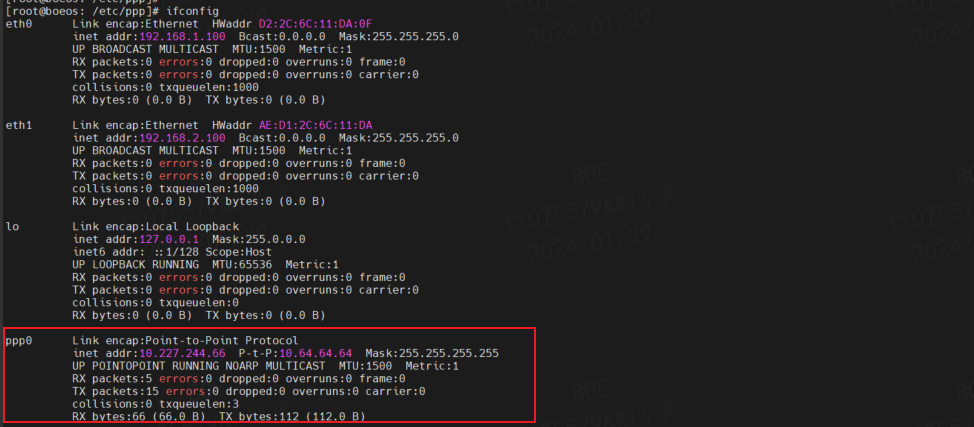 [root@boeos: /etc/ppp]#
[root@boeos: /etc/ppp]# ifconfig
eth0 Link encap:Ethernet HWaddr D2:2C:6C:11:DA:0F
inet addr:192.168.1.100 Bcast:0.0.0.0 Mask:255.255.255.0
UP BROADCAST MULTICAST MTU:1500 Metric:1
RX packets:0 errors:0 dropped:0 overruns:0 frame:0
TX packets:0 errors:0 dropped:0 overruns:0 carrier:0
collisions:0 txqueuelen:1000
RX bytes:0 (0.0 B) TX bytes:0 (0.0 B)
eth1 Link encap:Ethernet HWaddr AE:D1:2C:6C:11:DA
inet addr:192.168.2.100 Bcast:0.0.0.0 Mask:255.255.255.0
UP BROADCAST MULTICAST MTU:1500 Metric:1
RX packets:0 errors:0 dropped:0 overruns:0 frame:0
TX packets:0 errors:0 dropped:0 overruns:0 carrier:0
collisions:0 txqueuelen:1000
RX bytes:0 (0.0 B) TX bytes:0 (0.0 B)
lo Link encap:Local Loopback
inet addr:127.0.0.1 Mask:255.0.0.0
inet6 addr: ::1/128 Scope:Host
UP LOOPBACK RUNNING MTU:65536 Metric:1
RX packets:0 errors:0 dropped:0 overruns:0 frame:0
TX packets:0 errors:0 dropped:0 overruns:0 carrier:0
collisions:0 txqueuelen:0
RX bytes:0 (0.0 B) TX bytes:0 (0.0 B)
ppp0 Link encap:Point-to-Point Protocol
inet addr:10.227.244.66 P-t-P:10.64.64.64 Mask:255.255.255.255
UP POINTOPOINT RUNNING NOARP MULTICAST MTU:1500 Metric:1
RX packets:5 errors:0 dropped:0 overruns:0 frame:0
TX packets:15 errors:0 dropped:0 overruns:0 carrier:0
collisions:0 txqueuelen:3
RX bytes:66 (66.0 B) TX bytes:112 (112.0 B)
2024/01/29
BOE
11075579&&
2024/01/29
BOE